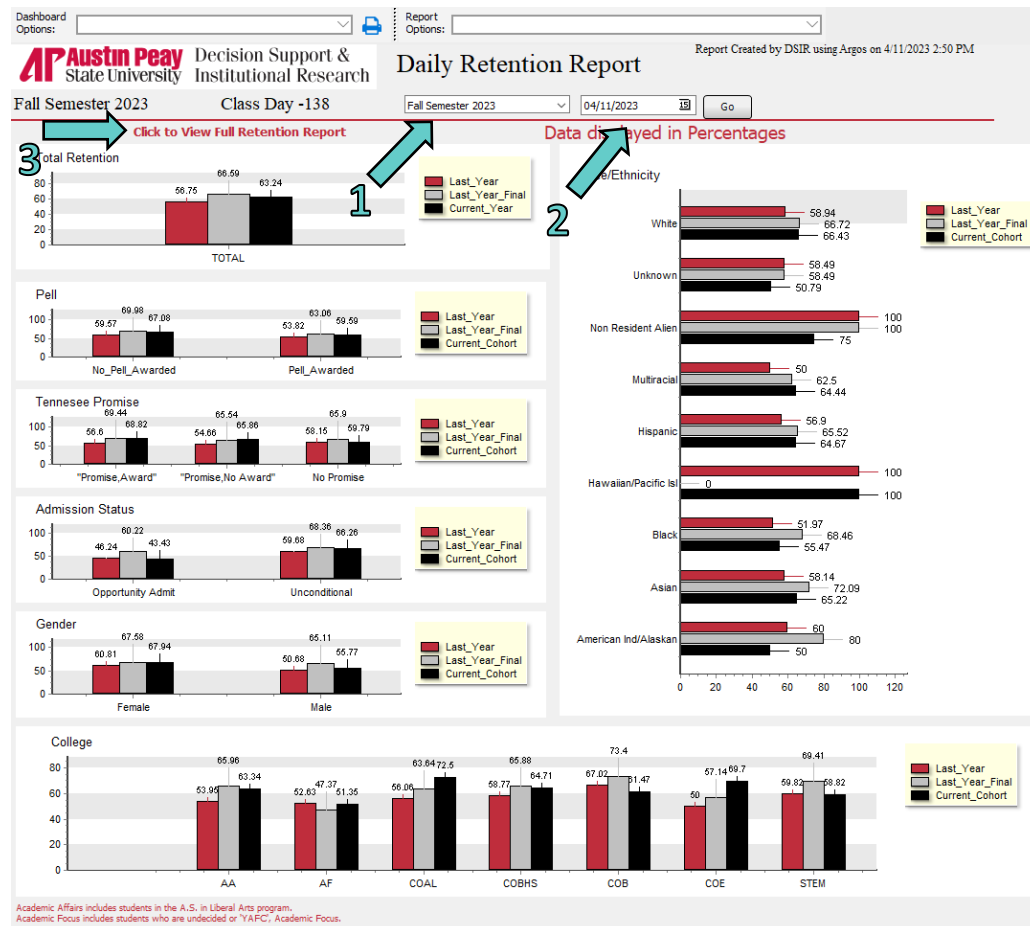 Dashboard Options:
Report Options:
Austin Peay State University
Decision Support & Institutional Research
Daily Retention Report
Report Created by DSIR using Argos on 4/11/2023 2:50 PM
Fall Semester 2023
Class Day -138
Fall Semester 2023
04/11/2023
15
Go
3
Click to View Full Retention Report
1
2
Data displayed in Percentages
Total Retention
80
60
40
20
0
56.75
66.59
63.24
TOTAL
Last_Year
Last_Year_Final
Current_Year
Pell
100
50
0
59.57
69.98
67.08
53.82
63.06
59.59
No_Pell_Awarded
Pell_Awarded
Last_Year
Last_Year_Final
Current_Cohort
Tennesee Promise
100
50
0
56.6
69.44
68.82
54.66
65.54
65.86
58.15
65.9
59.79
"Promise,Award"
"Promise,No Award"
No Promise
Last_Year
Last_Year_Final
Current_Cohort
Admission Status
100
50
0
46.24
60.22
43.43
59.68
68.36
66.26
Opportunity Admit
Unconditional
Last_Year
Last_Year_Final
Current_Cohort
Gender
100
50
0
60.81
67.58
67.94
50.68
65.11
55.77
Female
Male
Last_Year
Last_Year_Final
Current_Cohort
e/Ethnicity
White
58.94
66.72
66.43
Unknown
58.49
58.49
50.79
Non Resident Alien
100
100
75
Multiracial
50
62.5
64.44
Hispanic
56.9
65.52
64.67
Hawaiian/Pacific Isl
100
0
100
Black
51.97
68.46
55.47
Asian
58.14
72.09
65.22
American Ind/Alaskan
60
80
50
0 20 40 60 80 100 120
Last_Year
Last_Year_Final
Current_Cohort
College
80
60
40
20
0
53.95
65.96
63.34
52.63
47.37
51.35
56.06
63.64
72.5
58.77
65.88
64.71
67.02
73.4
61.47
50
57.14
69.7
59.82
69.41
58.82
AA
AF
COAL
COBHS
COB
COE
STEM
Last_Year
Last_Year_Final
Current_Cohort
Academic Affairs includes students in the A.S. in Liberal Arts program.
Academic Focus includes students who are undecided or 'YAFC', Academic Focus.